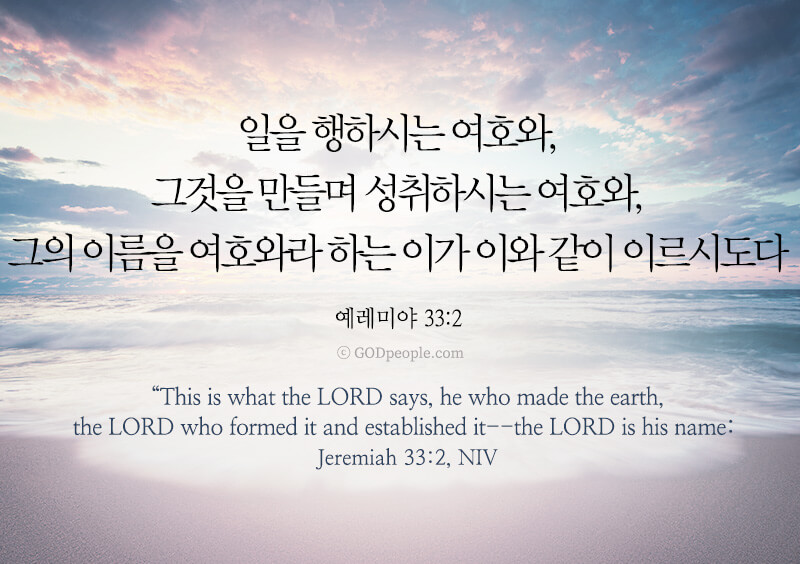 일을 행하시는 여호와,
그것을 만들며 성취하시는 여호와,
그의 이름을 여호와라 하는 이가 이와 같이 이르시도다
예레미야 33:2
ⓒ GODpeople.com
“This is what the LORD says, he who made the earth,
the LORD who formed it and established it--the LORD is his name:
Jeremiah 33:2, NIV